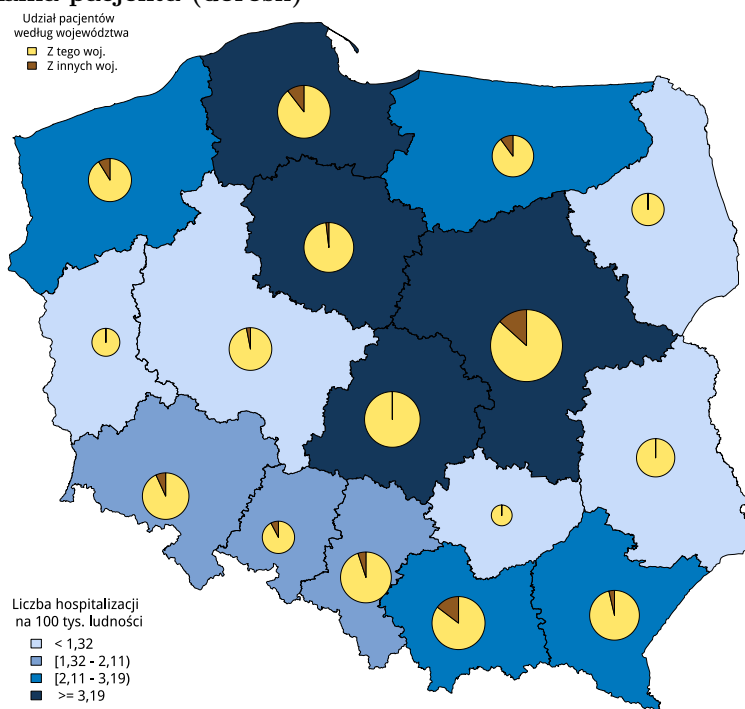 Udział pacjentów
według województwa
Z tego woj.
Z innych woj.
Liczba hospitalizacji
na 100 tys. ludności
< 1,32
[1,32 - 2,11)
[2,11 - 3,19)
>= 3,19